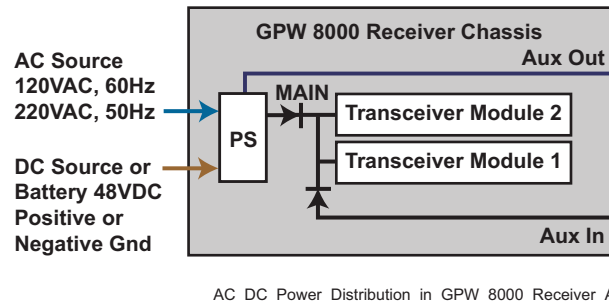 GPW 8000 Receiver Chassis
Aux Out
AC Source
120VAC, 60Hz
220VAC, 50Hz
MAIN
PS
Transceiver Module 2
Transceiver Module 1
DC Source or
Battery 48VDC
Positive or
Negative Gnd
Aux In
AC DC Power Distribution in GPW 8000 Receiver